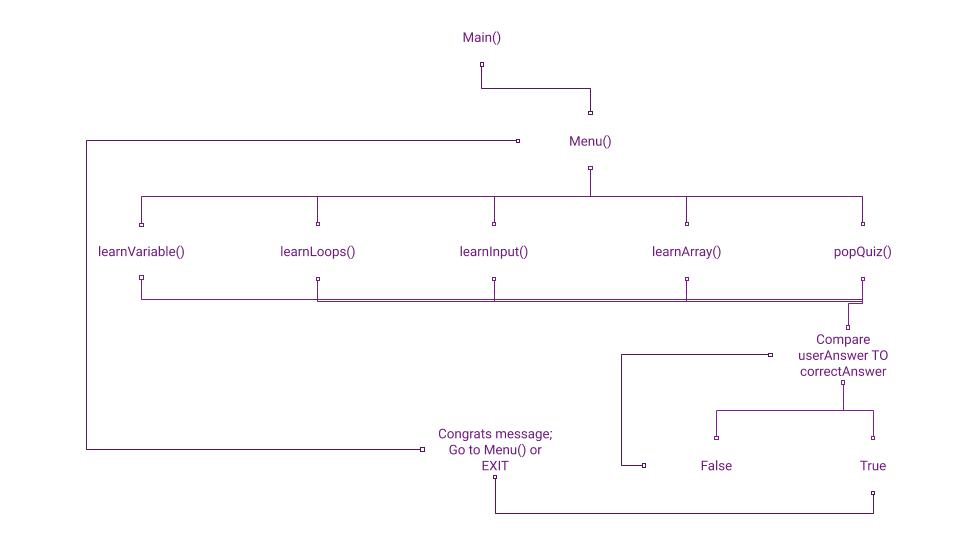 Main()
Menu()
learnVariable()
learnLoops()
learnInput()
learnArray()
popQuiz()
Compare
userAnswer TO
correctAnswer
Congrats message;
Go to Menu() or
EXIT
False
True